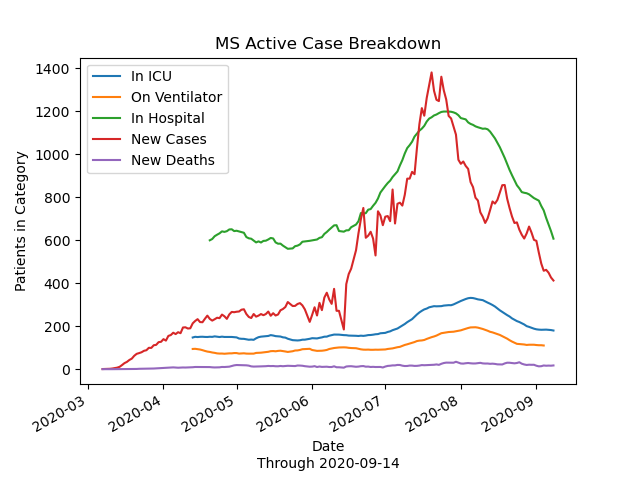 MS Active Case Breakdown
In ICU
On Ventilator
In Hospital
New Cases
New Deaths
Patients in Category
1400
1200
1000
800
600
400
200
0
2020-03
2020-04
2020-05
2020-06
2020-07
2020-08
2020-09
Date
Through 2020-09-14